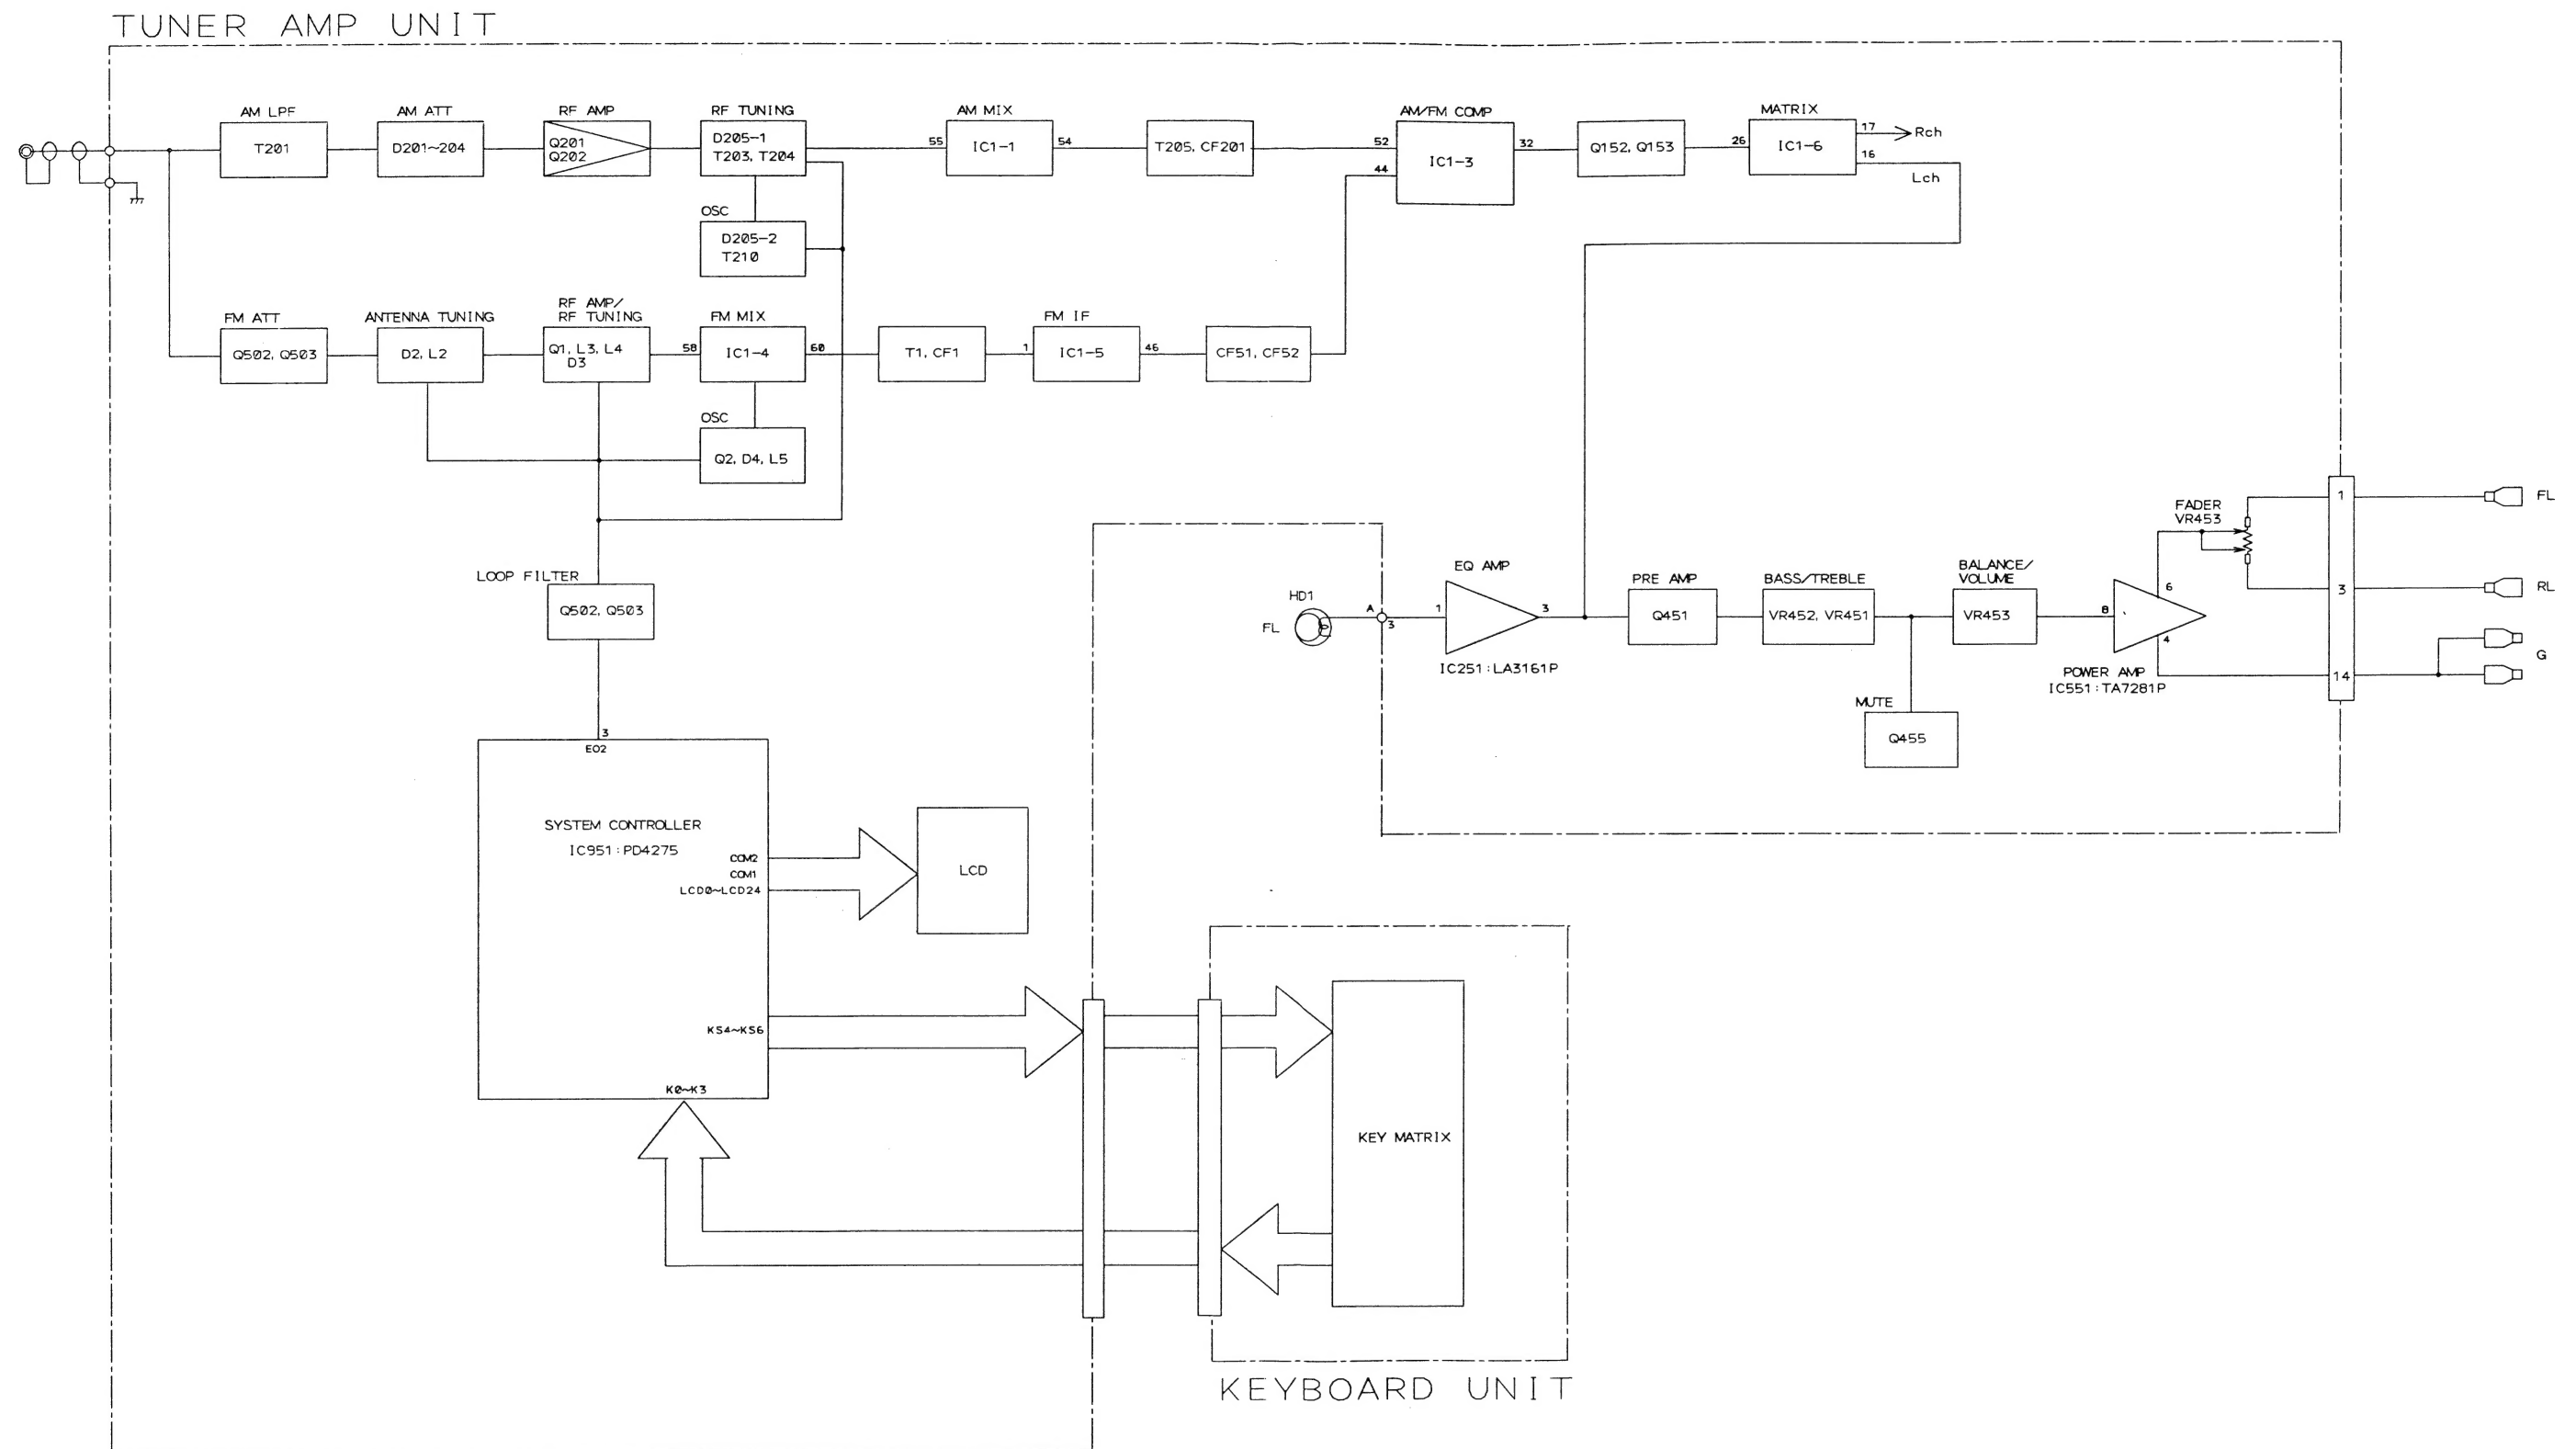 TUNER AMP UNIT
AM LPF
T201
AM ATT
D201~204
RF AMP
Q201
Q202
RF TUNING
D205-1
T203, T204
55
AM MIX
IC1-1
54
T205, CF201
52
44
AM/FM COMP
IC1-3
32
Q152, Q153
26
MATRIX
IC1-6
17
Rch
16
Lch
OSC
D205-2
T210
FM ATT
Q502, Q503
ANTENNA TUNING
D2, L2
RF AMP/
RF TUNING
Q1, L3, L4
D3
58
FM MIX
IC1-4
60
T1, CF1
1
FM IF
IC1-5
46
CF51, CF52
OSC
Q2, D4, L5
LOOP FILTER
Q502, Q503
3
EO2
SYSTEM CONTROLLER
IC951:PD4275
COM2
COM1
LCD0~LCD24
LCD
KS4~KS6
K0~K3
HD1
FL
A
3
1
EQ AMP
3
IC251:LA3161P
PRE AMP
Q451
BASS/TREBLE
VR452, VR451
MUTE
Q455
BALANCE/
VOLUME
VR453
8
6
4
POWER AMP
IC551:TA7281P
FADER
VR453
1
3
14
FL
RL
G
KEY MATRIX
KEYBOARD UNIT